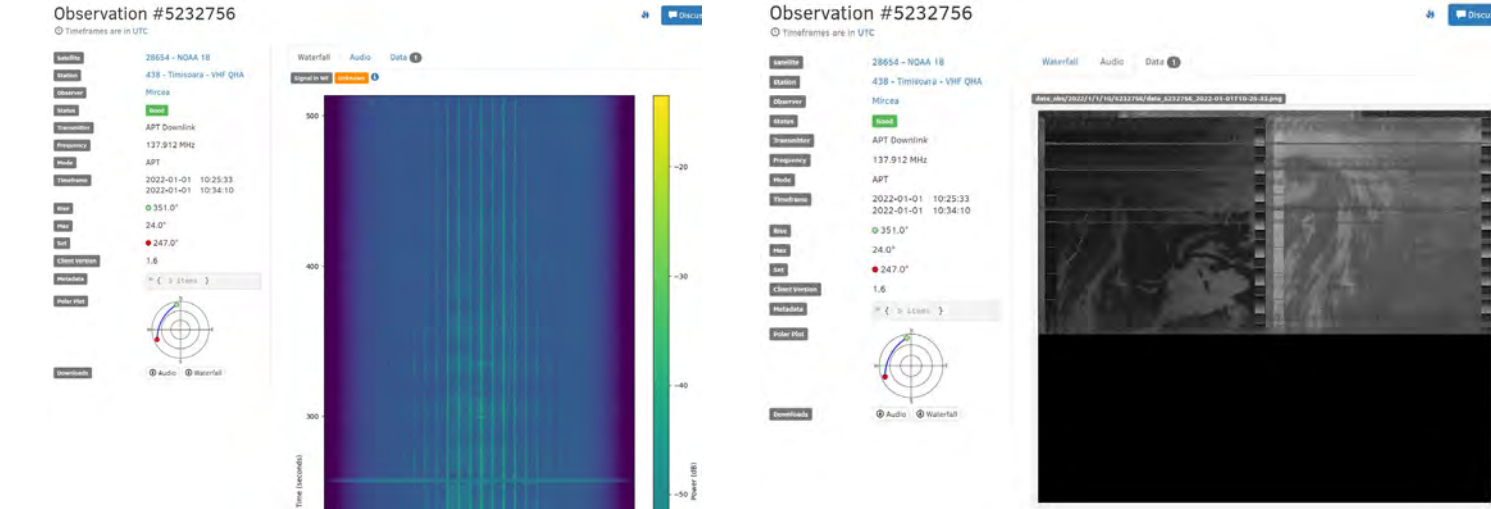 Observation #5232756
Timeframes are in UTC
Discus
Satellite 28654 - NOAA 18
Station 438 - Timisoara - VHF QHA
Observer Mircea
Status Good
Transmitter APT Downlink
Frequency 137.912 MHz
Mode APT
Timeframe 2022-01-01 10:25:33
2022-01-01 10:34:10
Rise 351.0°
Max 24.0°
Set 247.0°
Client Version 1.6
Metadata { 5 items }
Polar Plot
Downloads Audio Waterfall
Waterfall Audio Data 1
Signal in WF Unknown
500
400
300
Time (seconds)
-20
-30
-40
-50
Power (dB)
Observation #5232756
Timeframes are in UTC
Discus
Satellite 28654 - NOAA 18
Station 438 - Timisoara - VHF QHA
Observer Mircea
Status Good
Transmitter APT Downlink
Frequency 137.912 MHz
Mode APT
Timeframe 2022-01-01 10:25:33
2022-01-01 10:34:10
Rise 351.0°
Max 24.0°
Set 247.0°
Client Version 1.6
Metadata { 5 items }
Polar Plot
Downloads Audio Waterfall
Waterfall Audio Data 1